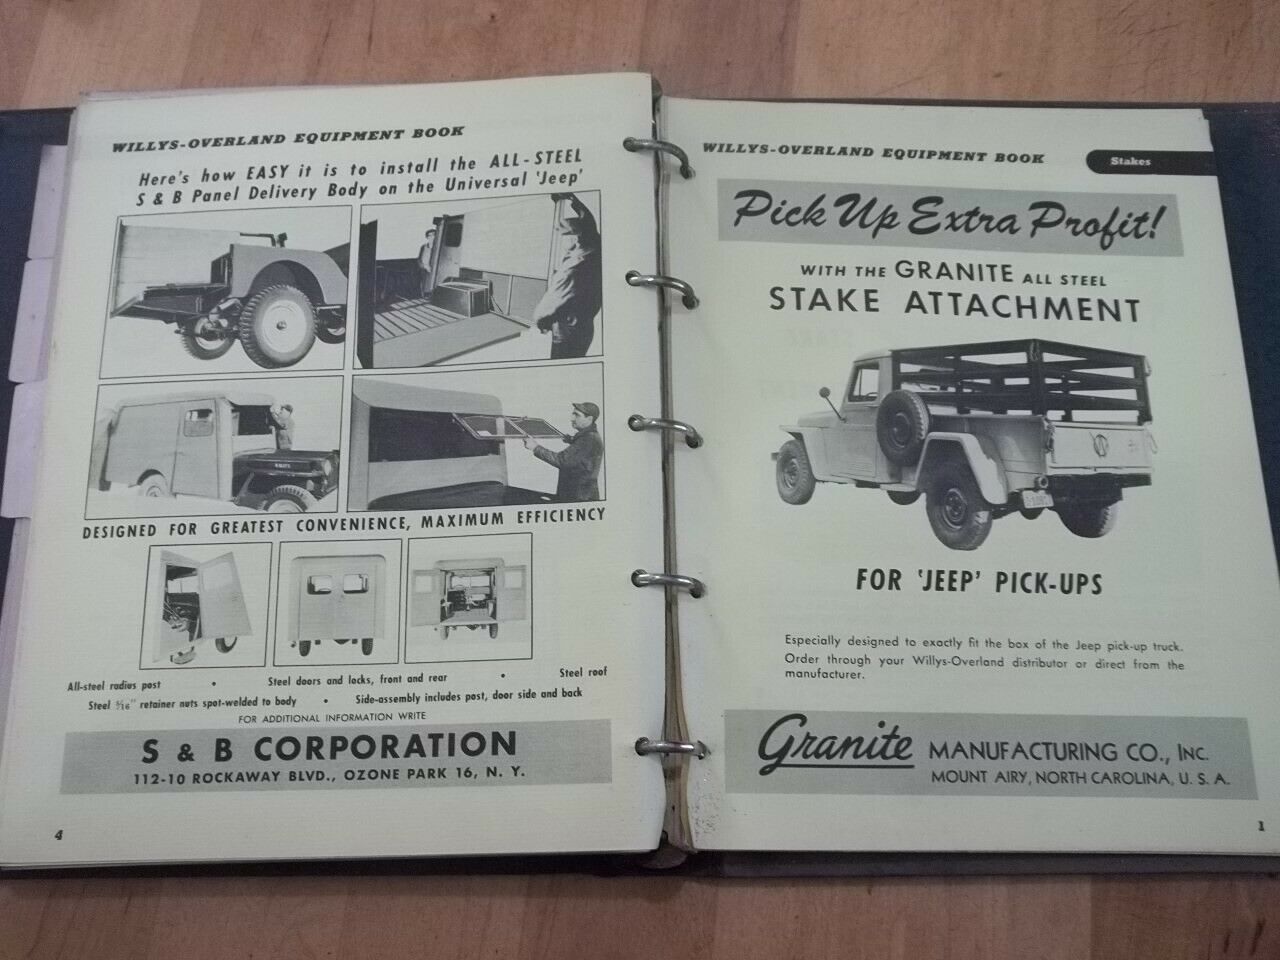 WILLYS-OVERLAND EQUIPMENT BOOK
Here's how EASY it is to install the ALL-STEEL
S & B Panel Delivery Body on the Universal 'Jeep'
DESIGNED FOR GREATEST CONVENIENCE, MAXIMUM EFFICIENCY
All-steel radius post • Steel doors and locks, front and rear • Steel roof
Steel 5/16" retainer nuts spot-welded to body • Side-assembly includes post, door side and back
FOR ADDITIONAL INFORMATION WRITE
S & B CORPORATION
112-10 ROCKAWAY BLVD., OZONE PARK 16, N. Y.
4
WILLYS-OVERLAND EQUIPMENT BOOK
Stakes
Pick Up Extra Profit!
WITH THE GRANITE ALL STEEL
STAKE ATTACHMENT
FOR 'JEEP' PICK-UPS
Especially designed to exactly fit the box of the Jeep pick-up truck.
Order through your Willys-Overland distributor or direct from the
manufacturer.
Granite MANUFACTURING CO., INC.
MOUNT AIRY, NORTH CAROLINA, U. S. A.
1